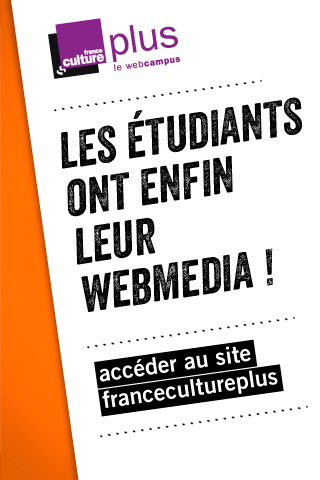 france
culture
plus
le webcampus
LES ÉTUDIANTS
ONT ENFIN
LEUR
WEBMEDIA !
accéder au site
francecultureplus